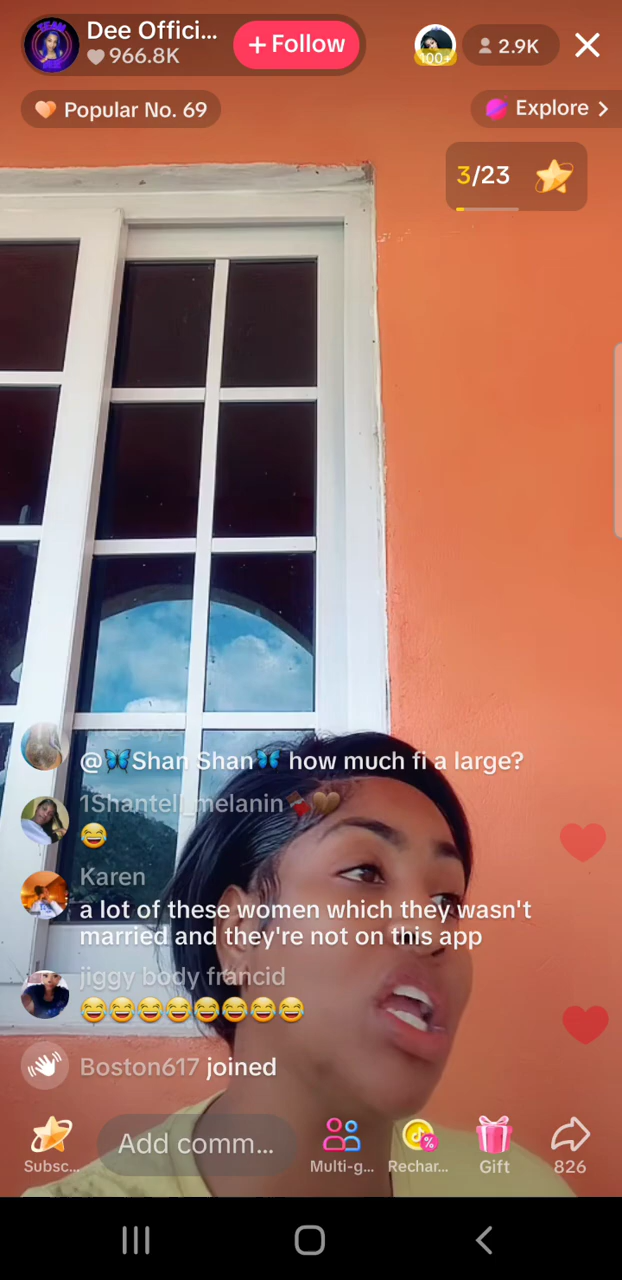 Dee Offici...
966.8K
+ Follow
100+
2.9K
Popular No. 69
Explore >
3/23
@🦋Shan Shan🦋 how much fi a large?
1Shantell_melanin🍫🤎
😂
Karen
a lot of these women which they wasn't
married and they're not on this app
jiggy body francid
😂😂😂😂😂😂😂😂
Boston617 joined
Subsc...
Add comm...
Multi-g...
Rechar...
Gift
826